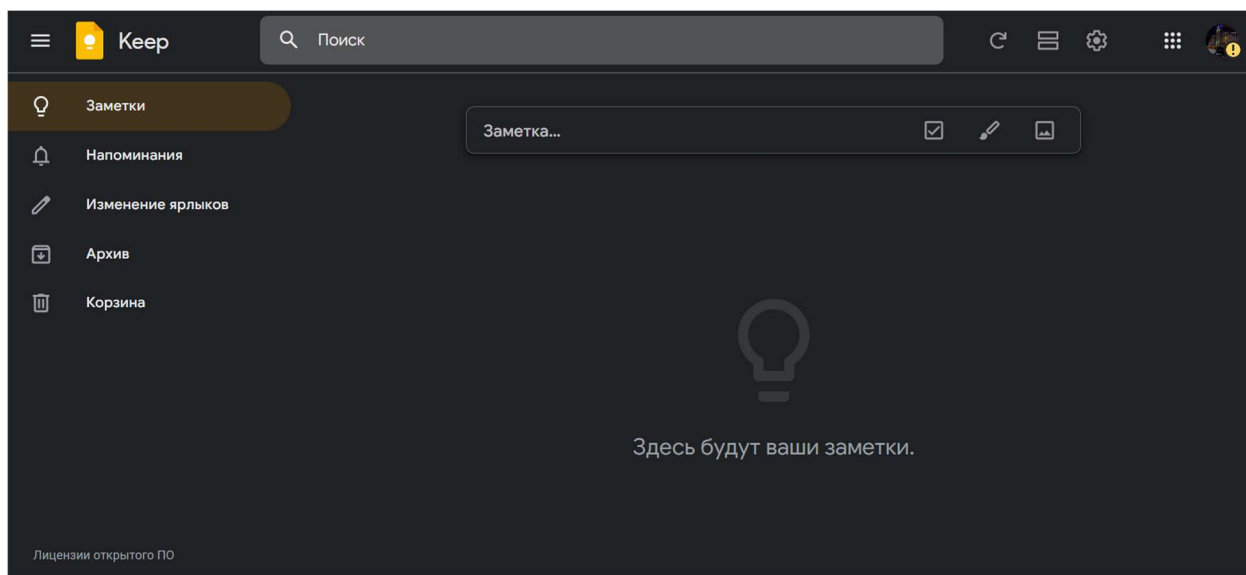 Keep
Поиск
Заметки
Напоминания
Изменение ярлыков
Архив
Корзина
Заметка...
Здесь будут ваши заметки.
Лицензии открытого ПО